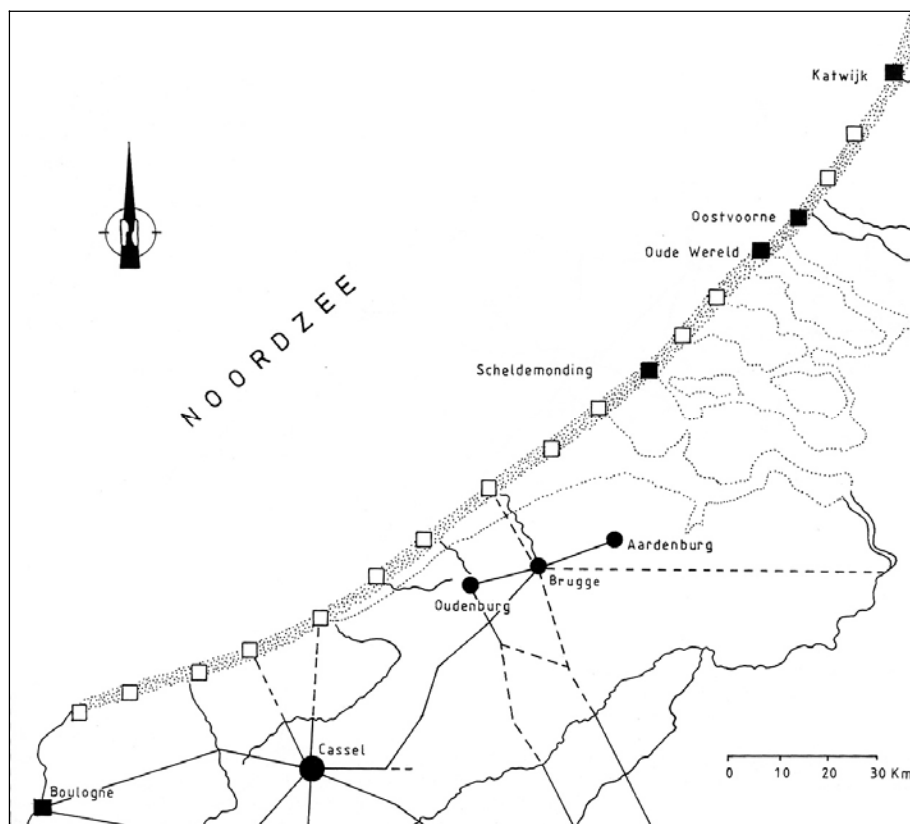 Katwijk
Oostvoorne
Oude Wereld
NOORDZEE
Scheldemonding
Aardenburg
Brugge
Oudenburg
Cassel
Boulogne
0 10 20 30 Km